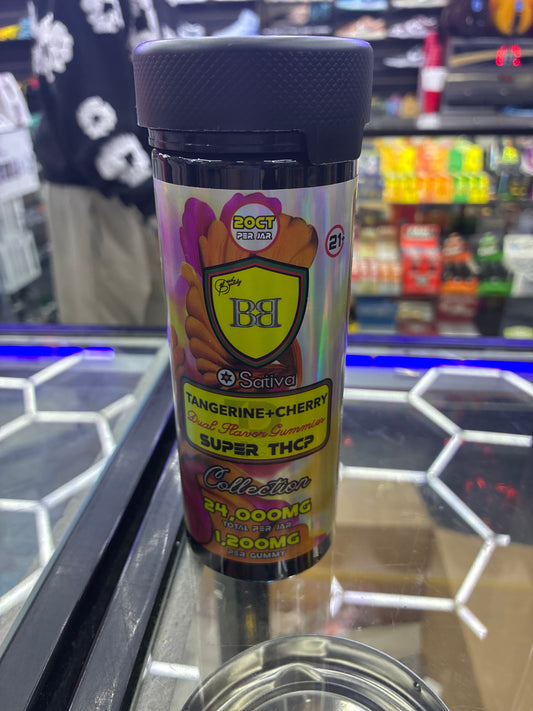 20CT
PER JAR
21+
BB
Sativa
TANGERINE+CHERRY
Dual Flavor Gummies
SUPER THCP
Collection
24,000MG
TOTAL PER JAR
1,200MG
PER GUMMY